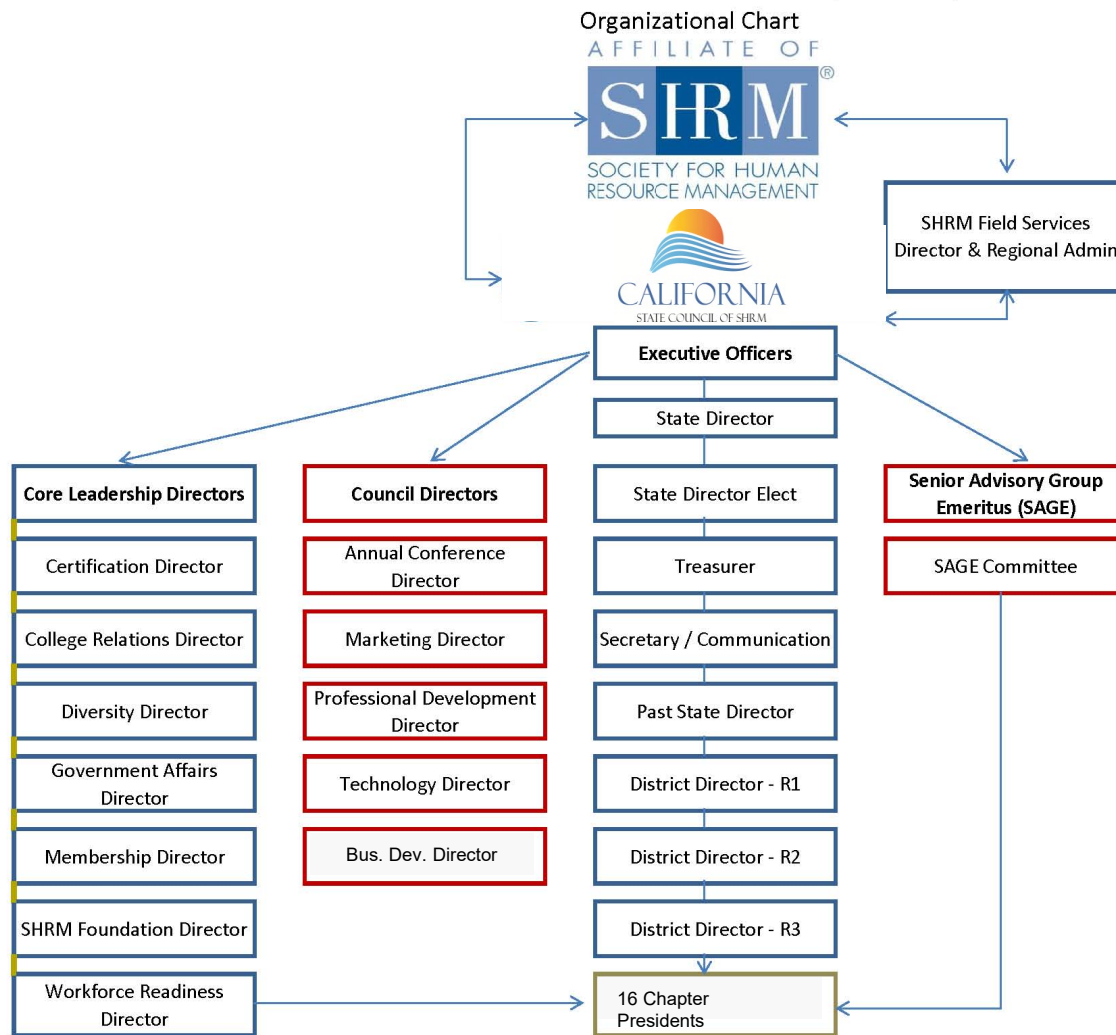 Organizational Chart
AFFILIATE OF
SHRM®
SOCIETY FOR HUMAN
RESOURCE MANAGEMENT
SHRM Field Services
Director & Regional Admin
CALIFORNIA
STATE COUNCIL OF SHRM
Executive Officers
State Director
Core Leadership Directors
Certification Director
College Relations Director
Diversity Director
Government Affairs
Director
Membership Director
SHRM Foundation Director
Workforce Readiness
Director
Council Directors
Annual Conference
Director
Marketing Director
Professional Development
Director
Technology Director
Bus. Dev. Director
State Director Elect
Treasurer
Secretary / Communication
Past State Director
District Director - R1
District Director - R2
District Director - R3
16 Chapter
Presidents
Senior Advisory Group
Emeritus (SAGE)
SAGE Committee